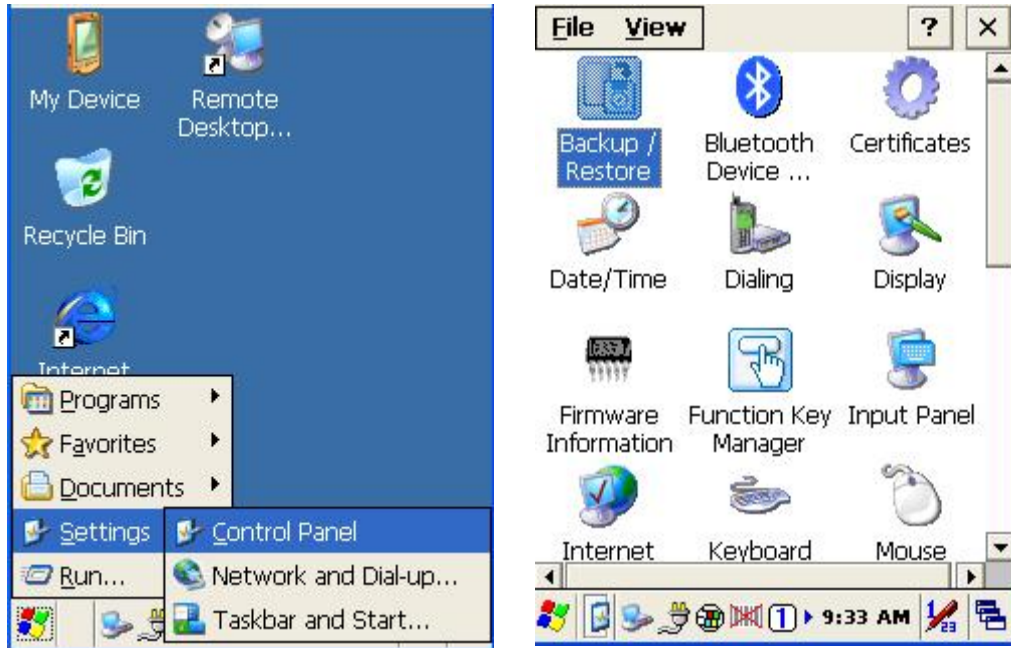 My Device
Remote
Desktop...
Recycle Bin
Internet
Programs
Favorites
Documents
Settings
Run...
Control Panel
Network and Dial-up...
Taskbar and Start...
File View ? ×
Backup /
Restore
Bluetooth
Device ...
Certificates
Date/Time
Dialing
Display
Firmware
Information
Function Key
Manager
Input Panel
Internet
Keyboard
Mouse
1
9:33 AM
1/23